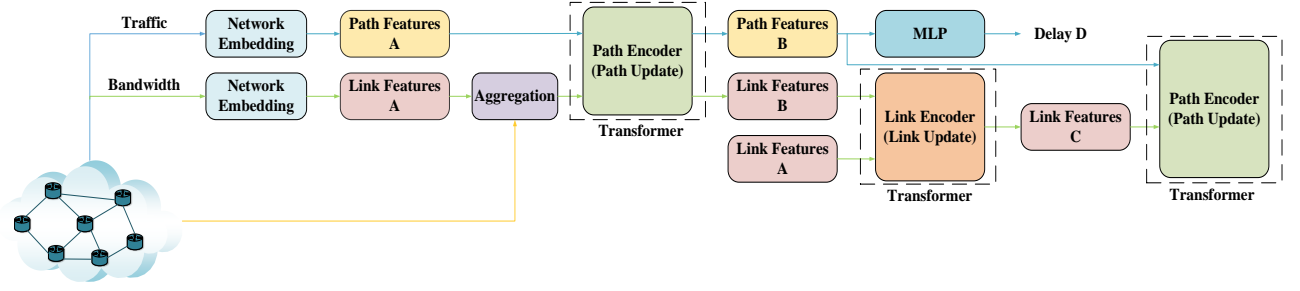 Traffic
Network
Embedding
Path Features
A
Path Encoder
(Path Update)
Path Features
B
MLP
Delay D
Bandwidth
Network
Embedding
Link Features
A
Aggregation
Transformer
Link Features
B
Link Features
A
Link Encoder
(Link Update)
Transformer
Link Features
C
Path Encoder
(Path Update)
Transformer